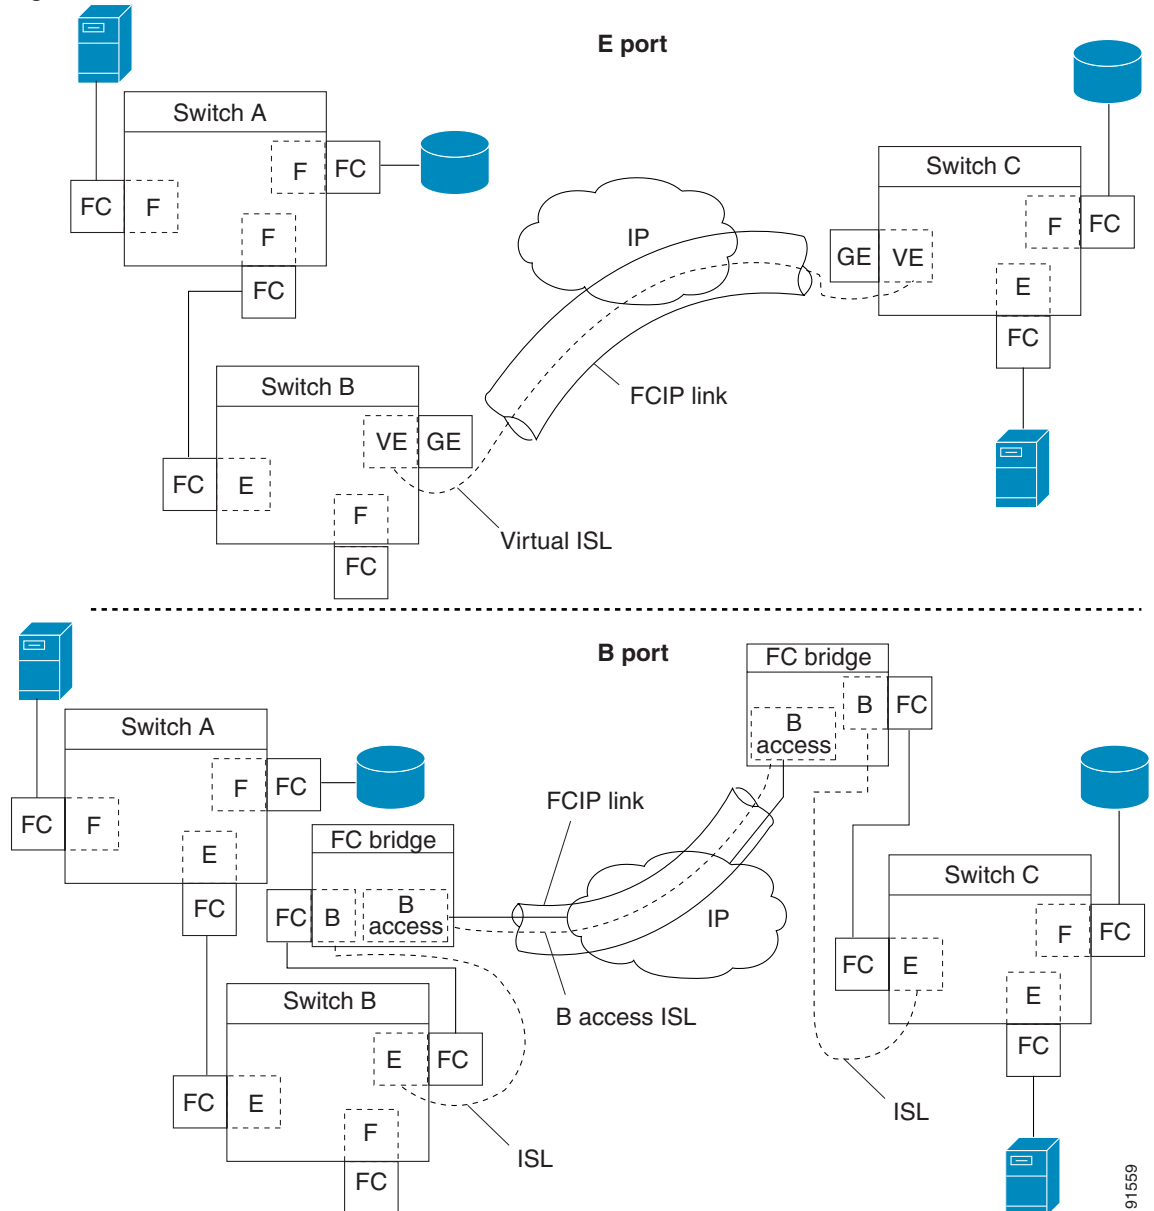 E port
Switch A
F
FC
FC
F
F
FC
Switch C
F
FC
GE
VE
E
FC
IP
FCIP link
Switch B
VE
GE
FC
E
F
FC
Virtual ISL
B port
FC bridge
B
FC
B
access
Switch A
F
FC
FC
F
E
FC
FCIP link
FC bridge
FC
B
B
access
IP
B access ISL
Switch C
F
FC
FC
E
E
FC
ISL
Switch B
E
FC
FC
E
F
FC
ISL
91559